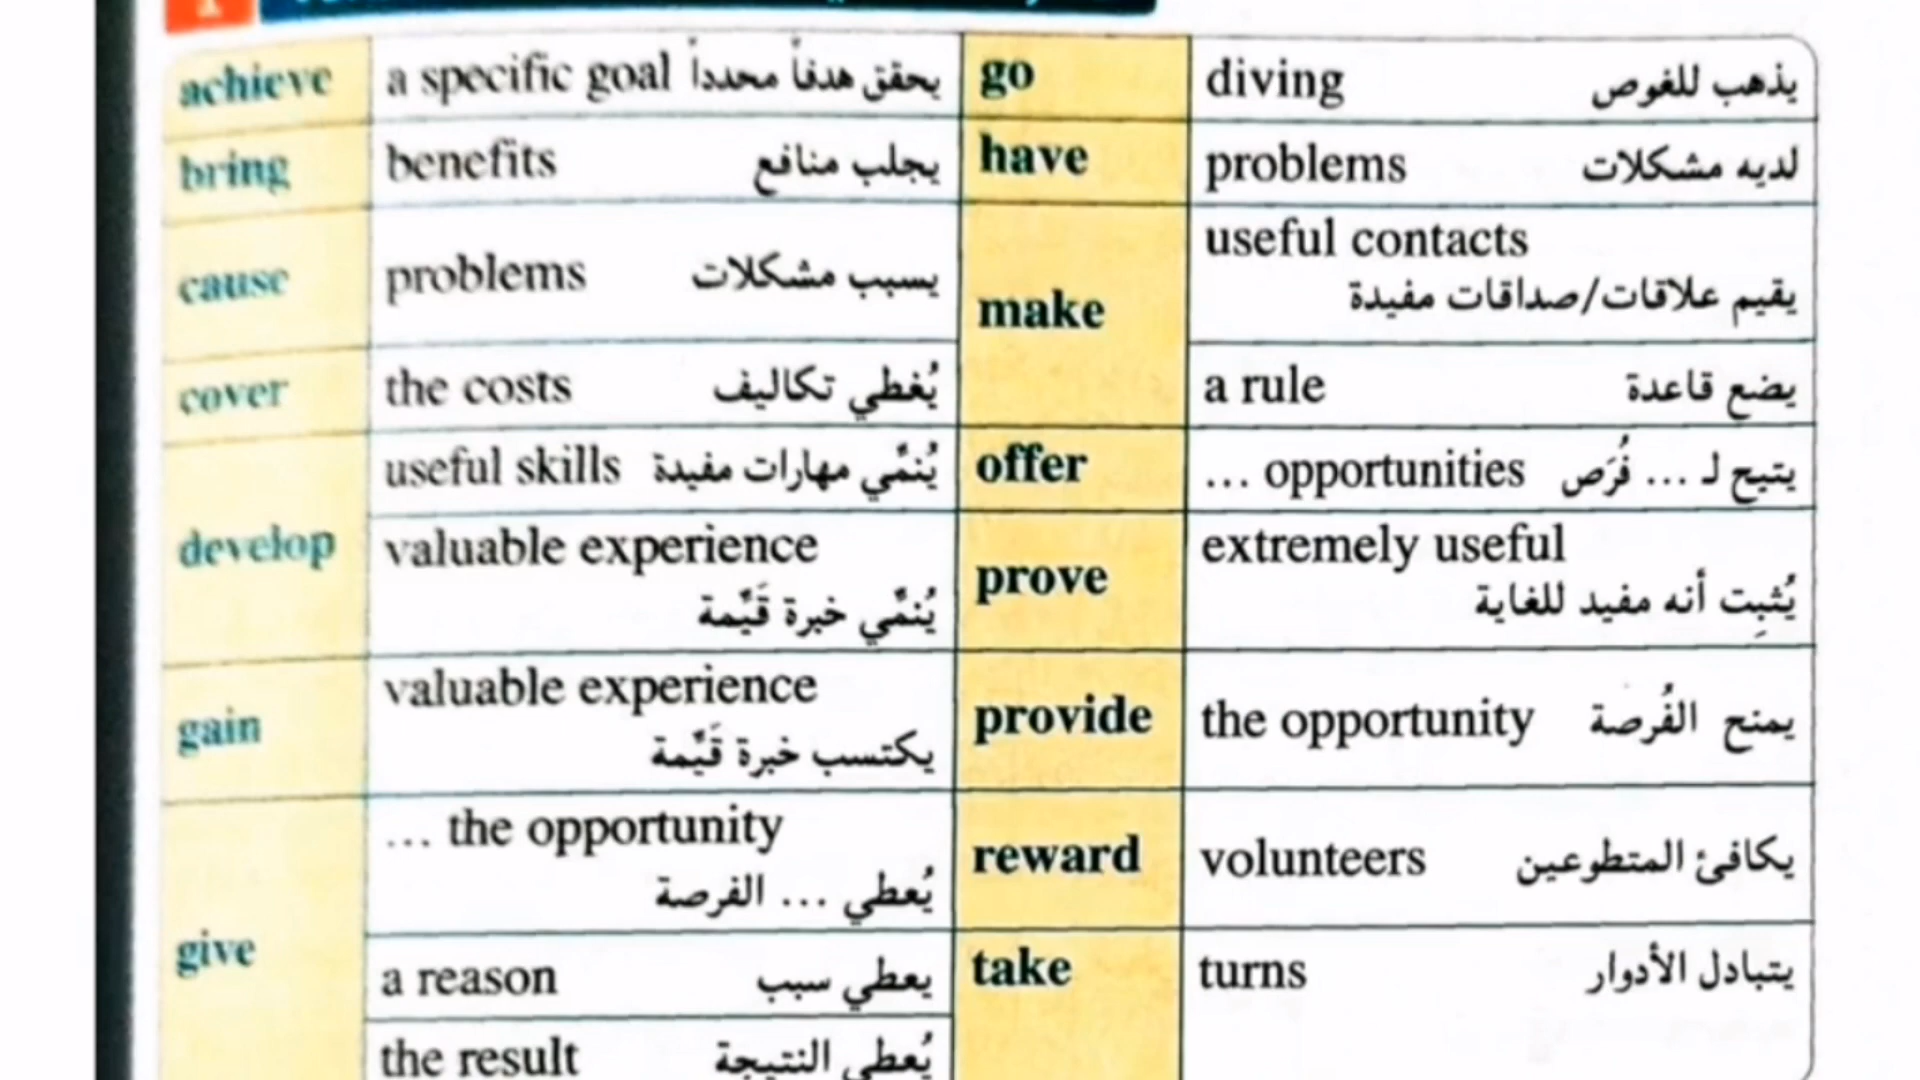 1
achieve a specific goal يحقق هدفاً محدداً
bring benefits يجلب منافع
cause problems يسبب مشكلات
cover the costs يُغطي تكاليف
develop
useful skills يُنمِّي مهارات مفيدة
valuable experience
يُنمِّي خبرة قَيِّمة
gain
valuable experience
يكتسب خبرة قَيِّمة
give
... the opportunity
يُعطي ... الفرصة
a reason يعطي سبب
the result يُعطي النتيجة
go diving يذهب للغوص
have problems لديه مشكلات
make
useful contacts
يقيم علاقات/صداقات مفيدة
a rule يضع قاعدة
offer ... opportunities يتيح لـ ... فُرَص
prove
extremely useful
يُثبِت أنه مفيد للغاية
provide the opportunity يمنح الفُرصة
reward volunteers يكافئ المتطوعين
take turns يتبادل الأدوار